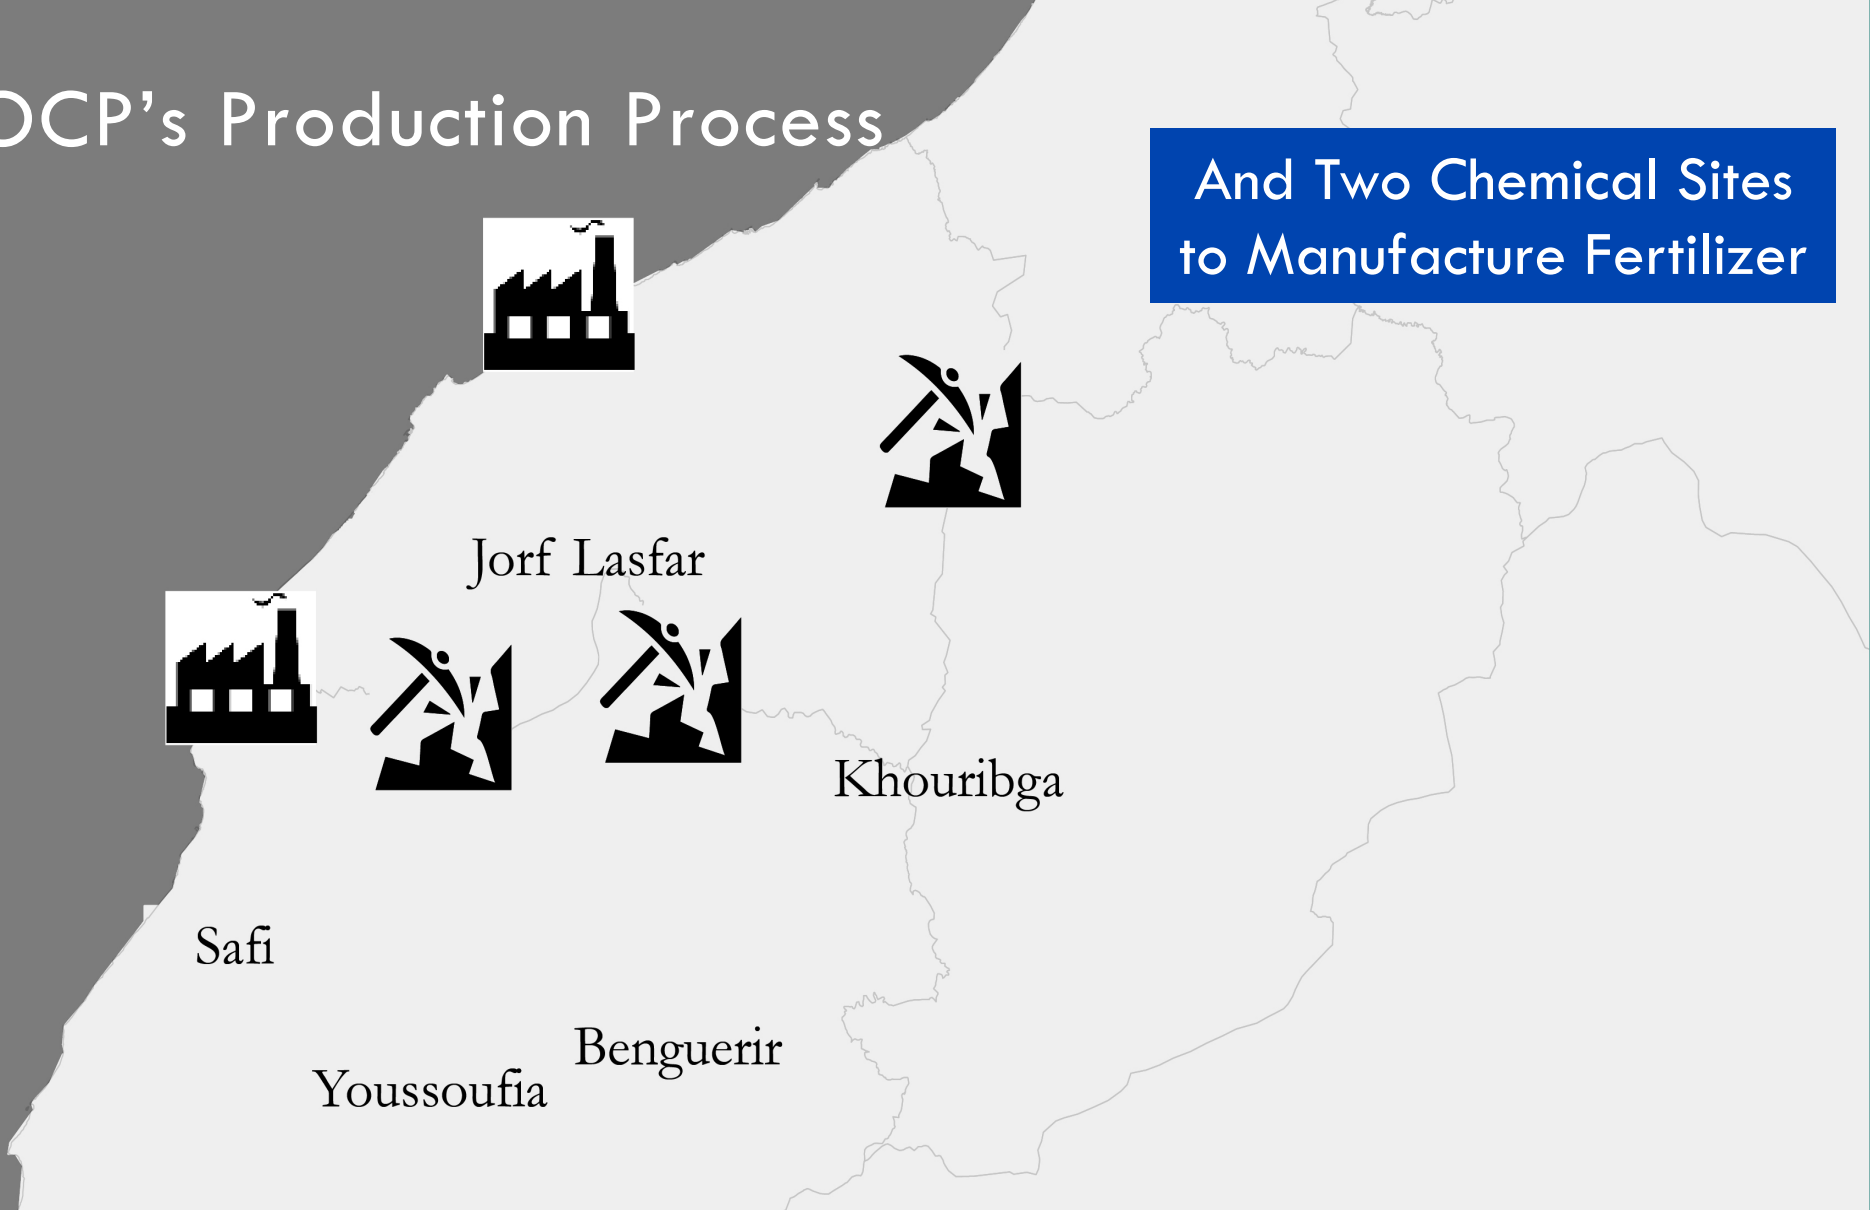 OCP’s Production Process
And Two Chemical Sites
to Manufacture Fertilizer
Jorf Lasfar
Khouribga
Safi
Benguerir
Youssoufia